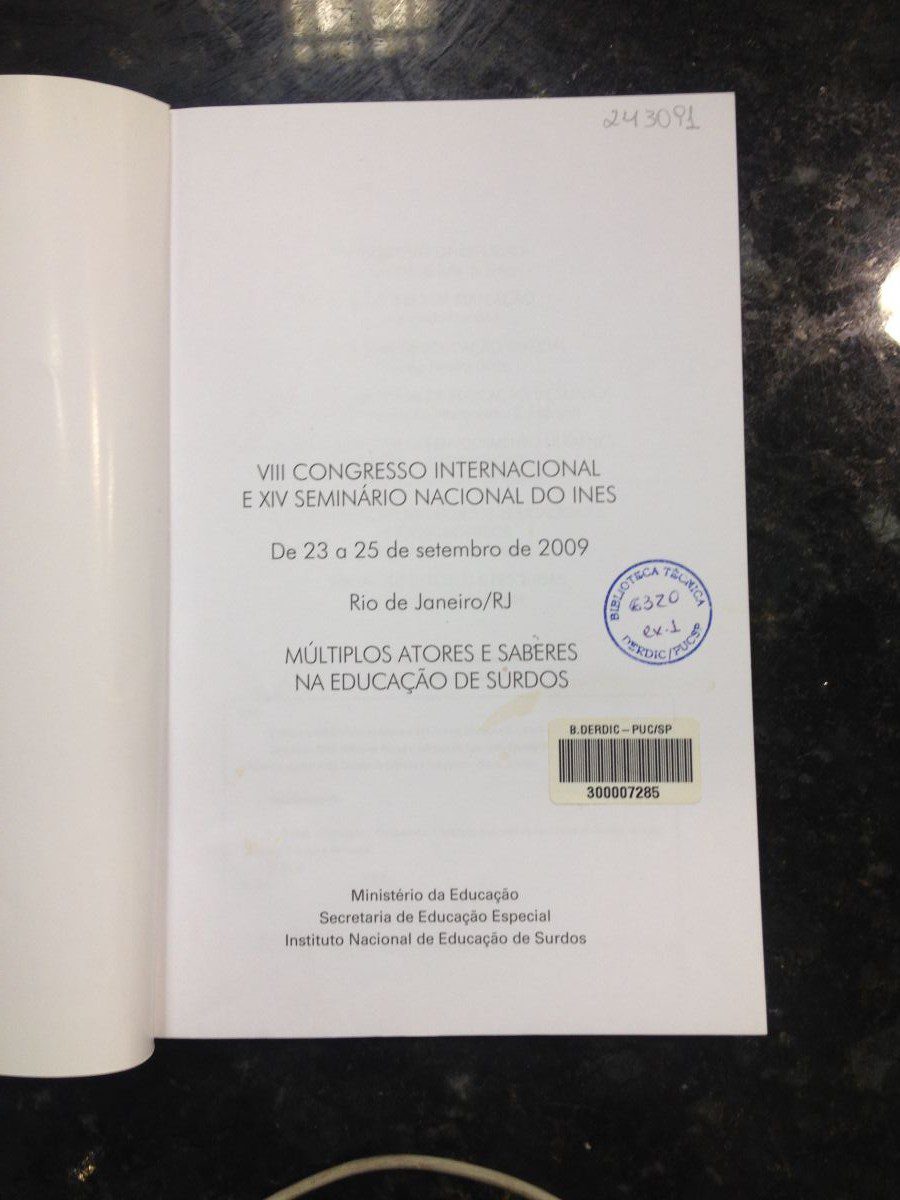 243091
VIII CONGRESSO INTERNACIONAL
E XIV SEMINÁRIO NACIONAL DO INES
De 23 a 25 de setembro de 2009
Rio de Janeiro/RJ
BIBLIOTECA TÉCNICA
6320
ex.1
DERDIC/PUCSP
MÚLTIPLOS ATORES E SABERES
NA EDUCAÇÃO DE SURDOS
B.DERDIC – PUC/SP
300007285
Ministério da Educação
Secretaria de Educação Especial
Instituto Nacional de Educação de Surdos